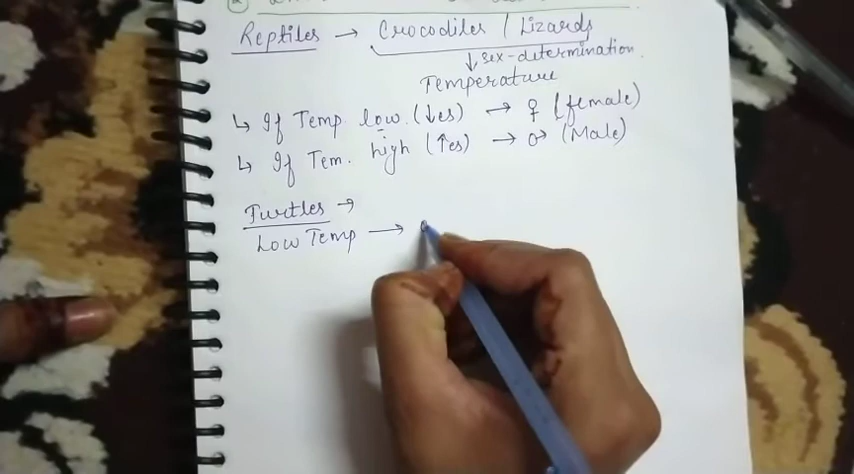 Reptiles → Crocodiles / Lizards
↓ sex-determination.
Temperature
↳ If Temp low (↓es) → ♀ (female)
↳ If Tem. high (↑es) → ♂ (Male)
Turtles →
Low Temp →